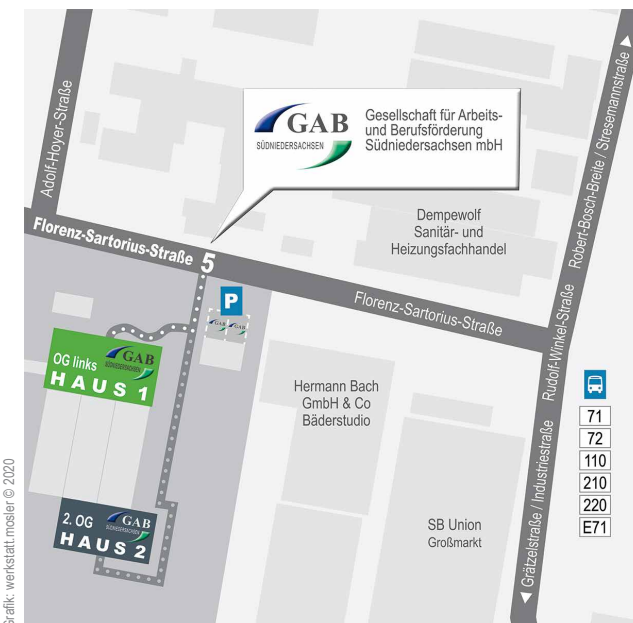 Adolf-Hoyer-Straße
Robert-Bosch-Breite / Stresemannstraße
GAB
SÜDNIEDERSACHSEN
Gesellschaft für Arbeits-
und Berufsförderung
Südniedersachsen mbH
Dempewolf
Sanitär- und
Heizungsfachhandel
Florenz-Sartorius-Straße
5
P
GAB
GAB
Florenz-Sartorius-Straße
Rudolf-Winkel-Straße
OG links
GAB
SÜDNIEDERSACHSEN
HAUS 1
Hermann Bach
GmbH & Co
Bäderstudio
71
72
110
210
220
E71
2. OG
GAB
SÜDNIEDERSACHSEN
HAUS 2
SB Union
Großmarkt
Grätzelstraße / Industriestraße
Grafik: werkstatt.mosler © 2020